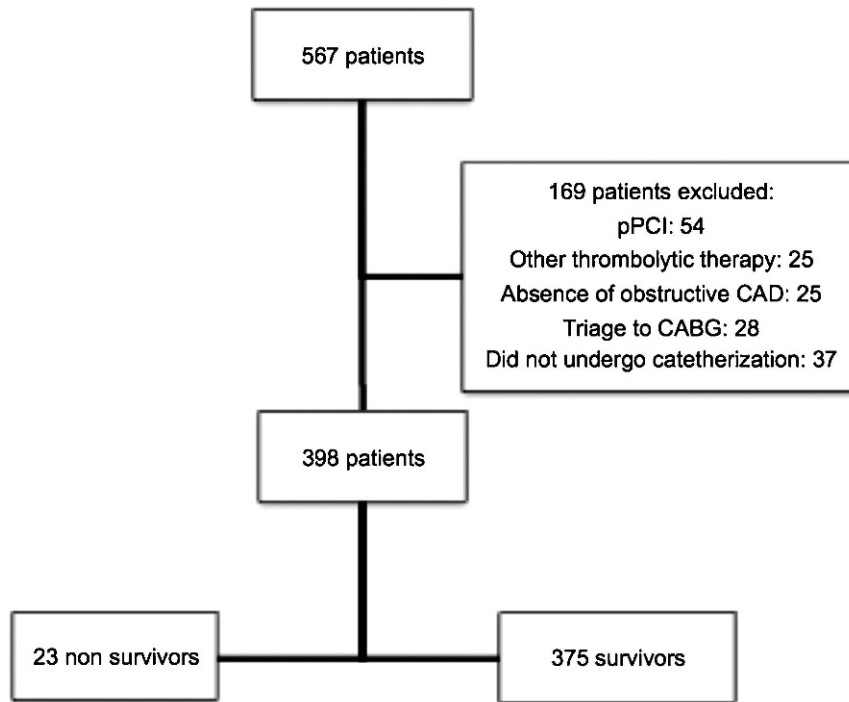 567 patients
169 patients excluded:
pPCI: 54
Other thrombolytic therapy: 25
Absence of obstructive CAD: 25
Triage to CABG: 28
Did not undergo catetherization: 37
398 patients
23 non survivors
375 survivors